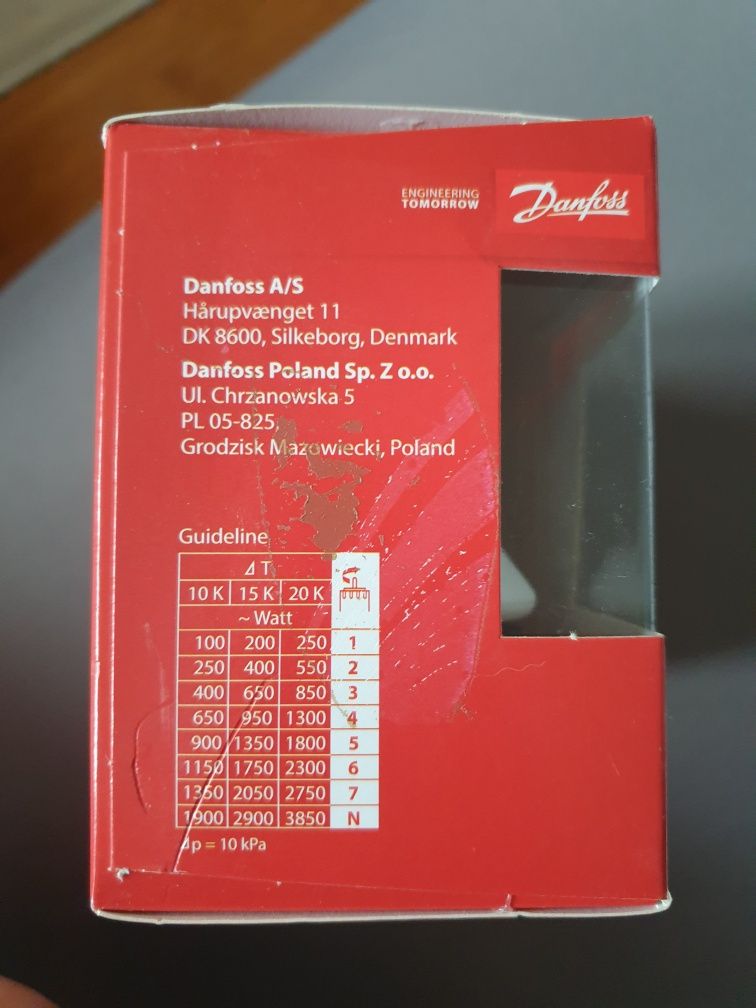 ENGINEERING
TOMORROW
Danfoss
Danfoss A/S
Hårupvænget 11
DK 8600, Silkeborg, Denmark
Danfoss Poland Sp. Z o.o.
Ul. Chrzanowska 5
PL 05-825,
Grodzisk Mazowiecki, Poland
Guideline
⊿ T
10 K 15 K 20 K
~ Watt
100 200 250 1
250 400 550 2
400 650 850 3
650 950 1300 4
900 1350 1800 5
1150 1750 2300 6
1350 2050 2750 7
1900 2900 3850 N
⊿p = 10 kPa